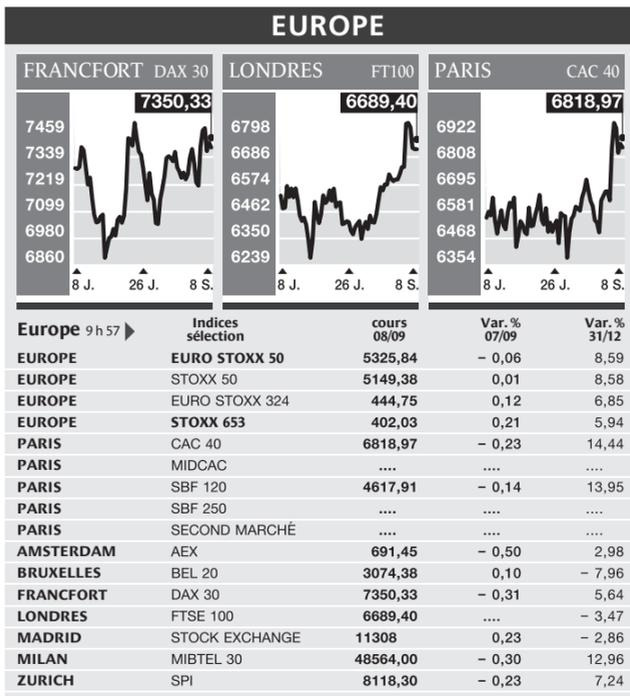 EUROPE
FRANCFORT DAX 30
7350,33
7459
7339
7219
7099
6980
6860
8 J. 26 J. 8 S.
LONDRES FT100
6689,40
6798
6686
6574
6462
6350
6239
8 J. 26 J. 8 S.
PARIS CAC 40
6818,97
6922
6808
6695
6581
6468
6354
8 J. 26 J. 8 S.
Europe 9 h 57 Indices sélection cours 08/09 Var. % 07/09 Var. % 31/12
EUROPE EURO STOXX 50 5325,84 – 0,06 8,59
EUROPE STOXX 50 5149,38 0,01 8,58
EUROPE EURO STOXX 324 444,75 0,12 6,85
EUROPE STOXX 653 402,03 0,21 5,94
PARIS CAC 40 6818,97 – 0,23 14,44
PARIS MIDCAC .... .... ....
PARIS SBF 120 4617,91 – 0,14 13,95
PARIS SBF 250 .... .... ....
PARIS SECOND MARCHÉ .... .... ....
AMSTERDAM AEX 691,45 – 0,50 2,98
BRUXELLES BEL 20 3074,38 0,10 – 7,96
FRANCFORT DAX 30 7350,33 – 0,31 5,64
LONDRES FTSE 100 6689,40 .... – 3,47
MADRID STOCK EXCHANGE 11308 0,23 – 2,86
MILAN MIBTEL 30 48564,00 – 0,30 12,96
ZURICH SPI 8118,30 – 0,23 7,24